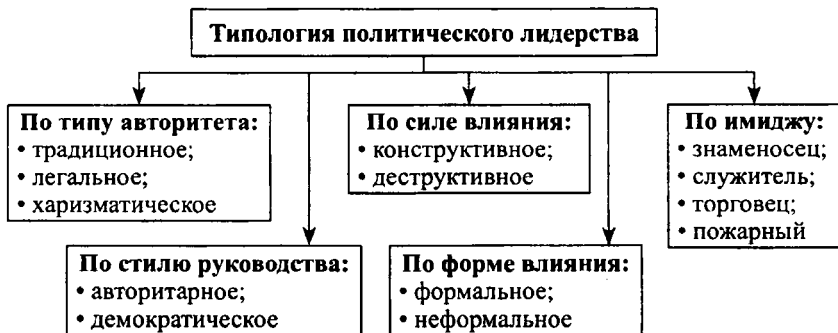 Типология политического лидерства
По типу авторитета:
• традиционное;
• легальное;
• харизматическое
По силе влияния:
• конструктивное;
• деструктивное
По имиджу:
• знаменосец;
• служитель;
• торговец;
• пожарный
По стилю руководства:
• авторитарное;
• демократическое
По форме влияния:
• формальное;
• неформальное